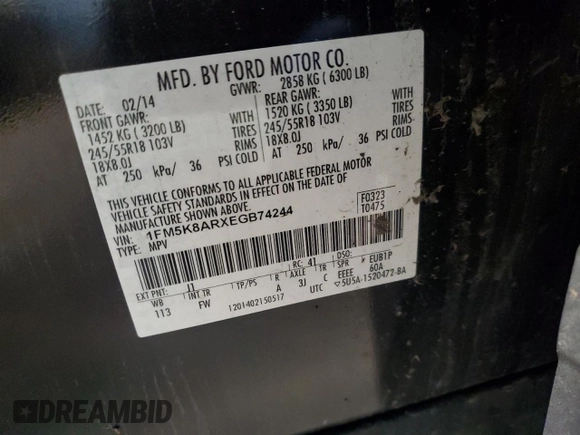 MFD. BY FORD MOTOR CO.
DATE: 02/14 GVWR: 2858 KG (6300 LB)
FRONT GAWR: REAR GAWR:
1452 KG (3200 LB) WITH 1520 KG (3350 LB) WITH
245/55R18 103V TIRES 245/55R18 103V TIRES
18X8.0J RIMS 18X8.0J RIMS
AT 250 kPa/ 36 PSI COLD AT 250 kPa/ 36 PSI COLD
THIS VEHICLE CONFORMS TO ALL APPLICABLE FEDERAL MOTOR
VEHICLE SAFETY STANDARDS IN EFFECT ON THE DATE OF
MANUFACTURE SHOWN ABOVE.
VIN: 1FM5K8ARXEGB74244 F0323
TYPE: MPV T0475
EXT PNT: J1 RC: 41 DSO:
WB INT TR TP/PS R AXLE TR SPR × EUB1P
113 FW A 3J C EEEE 60A
1201402150517 UTC ▽5U5A-1520472-BA
DREAMBID